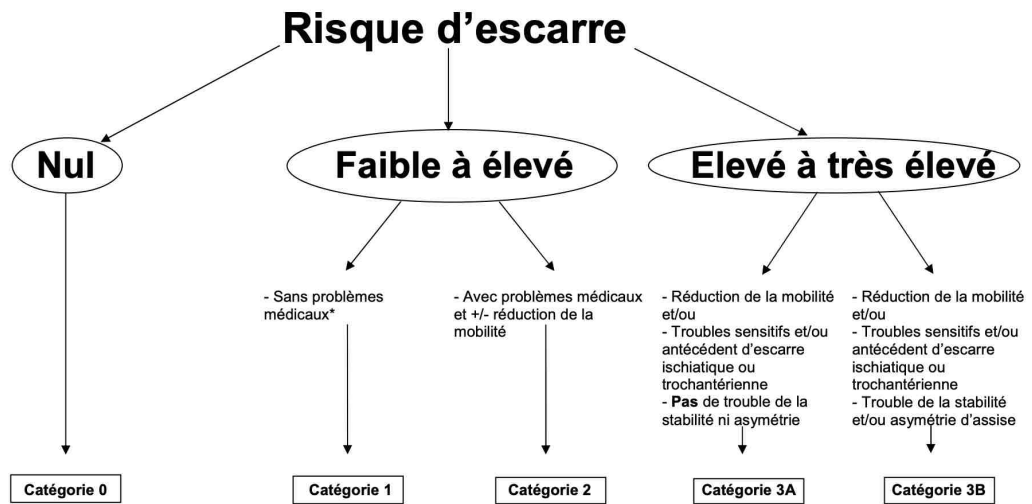 Risque d'escarre
Nul
Faible à élevé
Elevé à très élevé
- Sans problèmes
médicaux*
- Avec problèmes médicaux
et +/- réduction de la
mobilité
- Réduction de la mobilité
et/ou
- Troubles sensitifs et/ou
antécédent d'escarre
ischiatique ou
trochantérienne
- Pas de trouble de la
stabilité ni asymétrie
- Réduction de la mobilité
et/ou
- Troubles sensitifs et/ou
antécédent d'escarre
ischiatique ou
trochantérienne
- Trouble de la stabilité
et/ou asymétrie d'assise
Catégorie 0
Catégorie 1
Catégorie 2
Catégorie 3A
Catégorie 3B